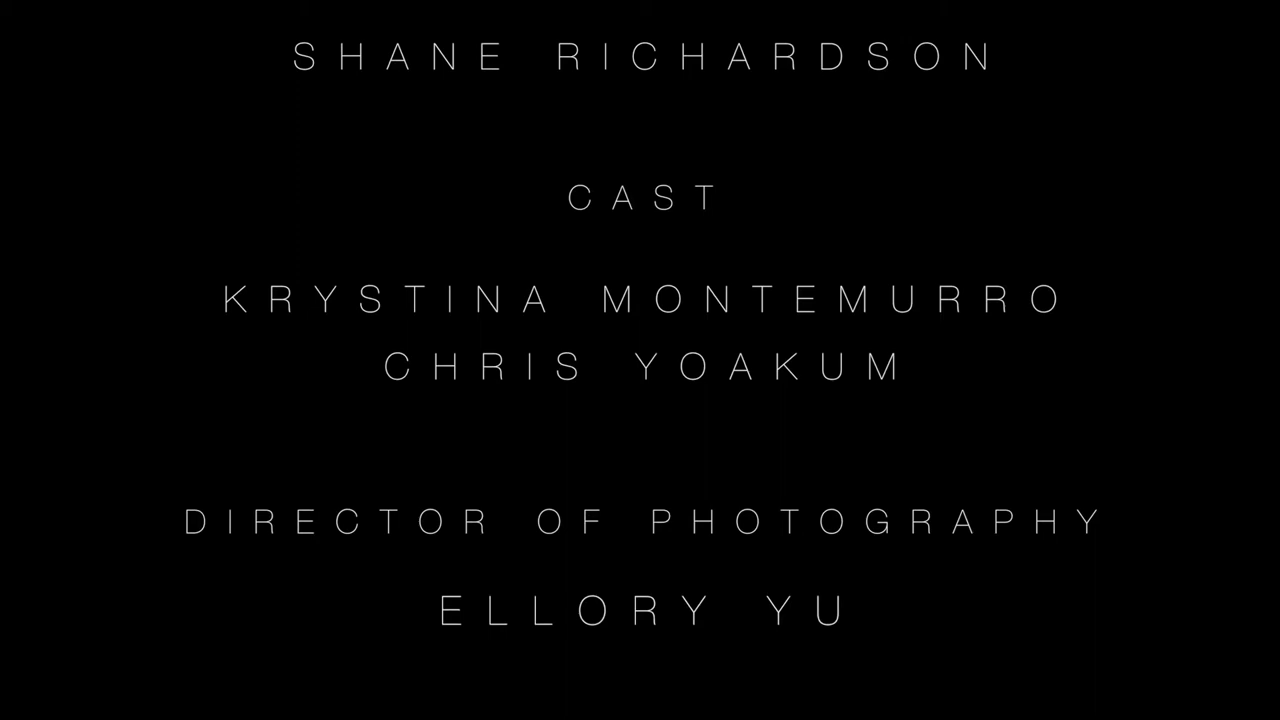 SHANE RICHARDSON
CAST
KRYSTINA MONTEMURRO
CHRIS YOAKUM
DIRECTOR OF PHOTOGRAPHY
ELLORY YU